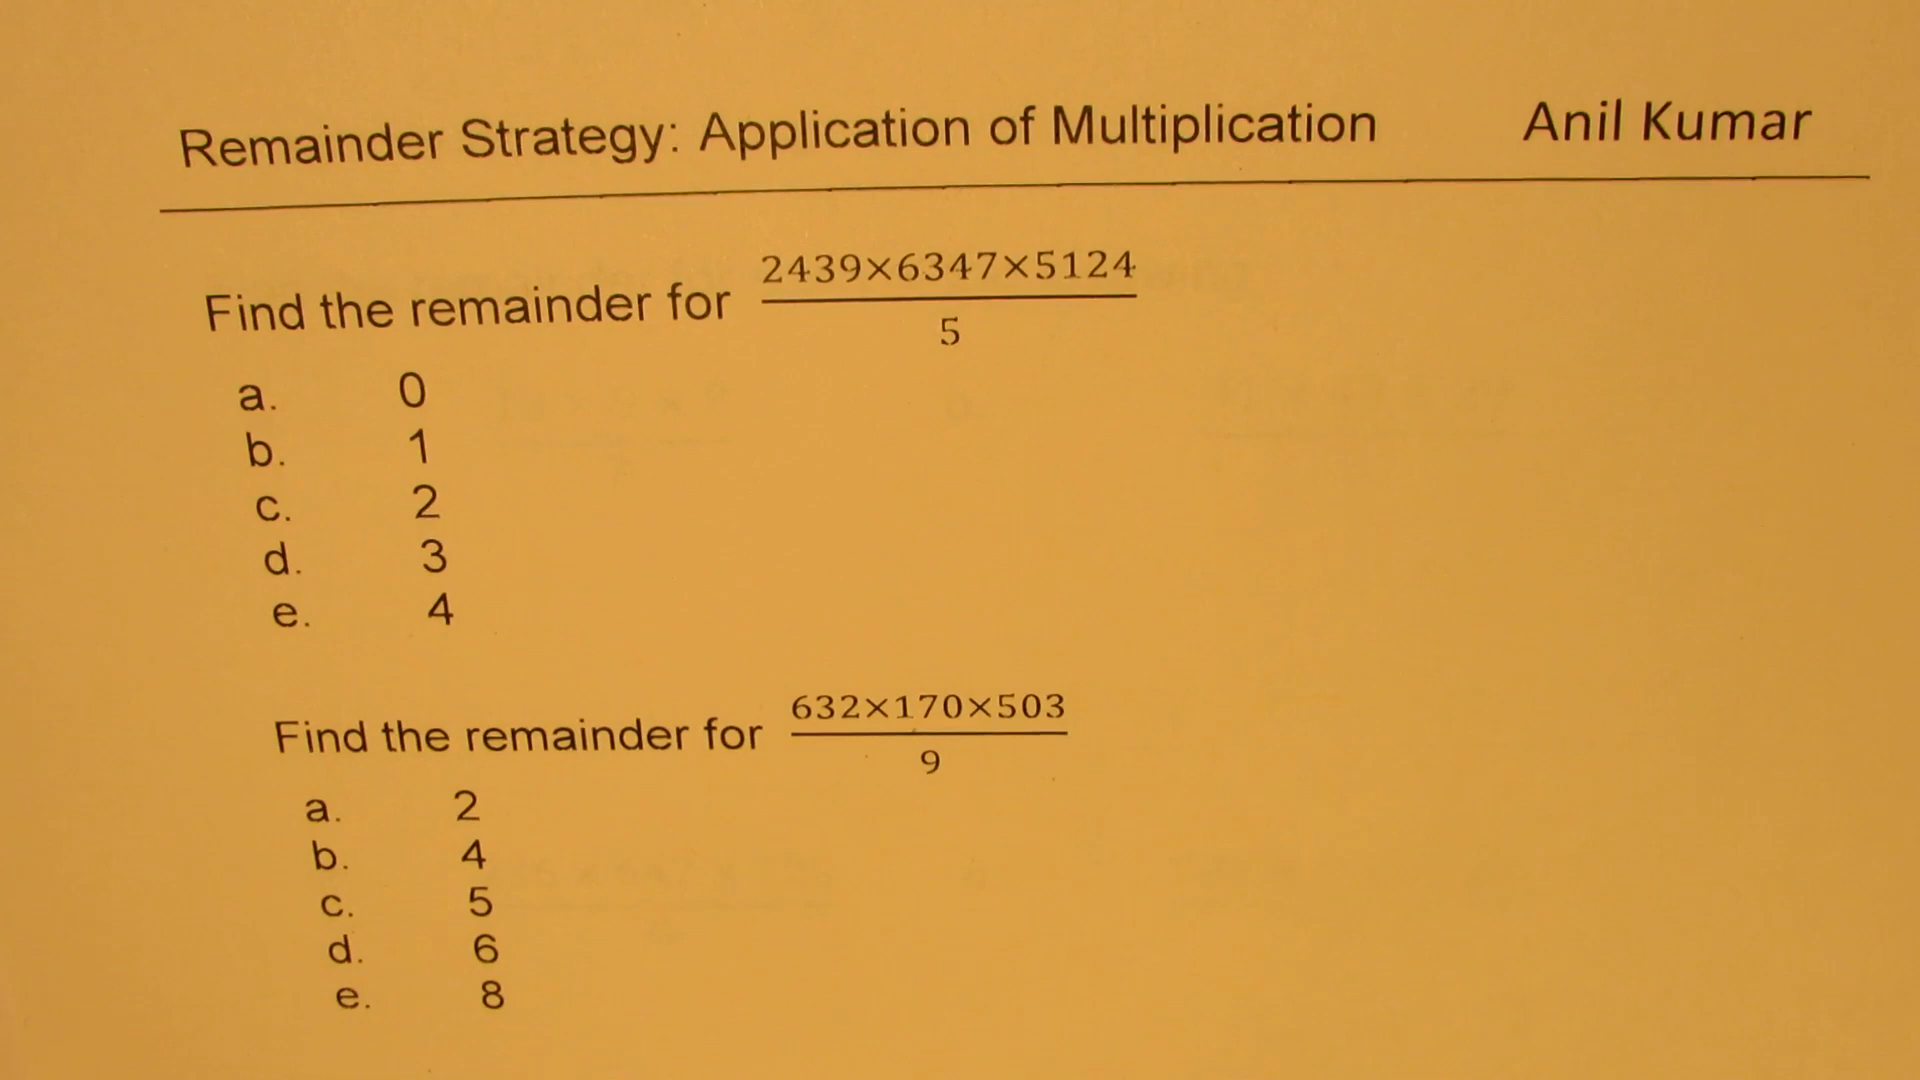 Remainder Strategy: Application of Multiplication Anil Kumar
Find the remainder for 2439×6347×5124
5
a. 0
b. 1
c. 2
d. 3
e. 4
Find the remainder for 632×170×503
9
a. 2
b. 4
c. 5
d. 6
e. 8